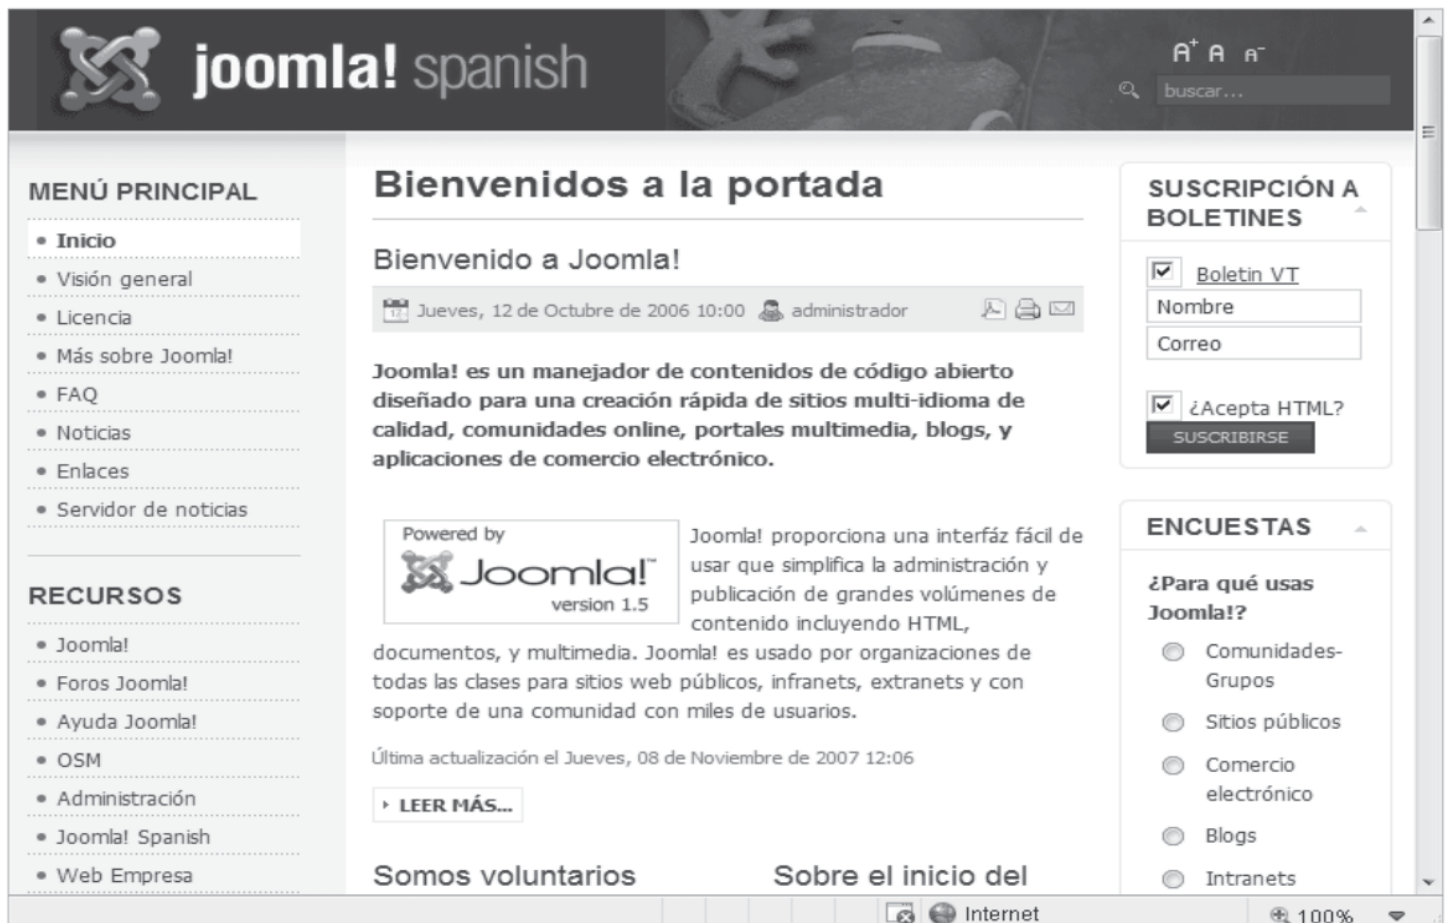 joomla! spanish
A+ A A-
buscar...
MENÚ PRINCIPAL
Inicio
Visión general
Licencia
Más sobre Joomla!
FAQ
Noticias
Enlaces
Servidor de noticias
RECURSOS
Joomla!
Foros Joomla!
Ayuda Joomla!
OSM
Administración
Joomla! Spanish
Web Empresa
Bienvenidos a la portada
Bienvenido a Joomla!
Jueves, 12 de Octubre de 2006 10:00 administrador
Joomla! es un manejador de contenidos de código abierto
diseñado para una creación rápida de sitios multi-idioma de
calidad, comunidades online, portales multimedia, blogs, y
aplicaciones de comercio electrónico.
Powered by
Joomla!™
version 1.5
Joomla! proporciona una interfáz fácil de
usar que simplifica la administración y
publicación de grandes volúmenes de
contenido incluyendo HTML,
documentos, y multimedia. Joomla! es usado por organizaciones de
todas las clases para sitios web públicos, infranets, extranets y con
soporte de una comunidad con miles de usuarios.
Última actualización el Jueves, 08 de Noviembre de 2007 12:06
LEER MÁS...
Somos voluntarios
Sobre el inicio del
SUSCRIPCIÓN A
BOLETINES
Boletin VT
Nombre
Correo
¿Acepta HTML?
SUSCRIBIRSE
ENCUESTAS
¿Para qué usas
Joomla!?
Comunidades-
Grupos
Sitios públicos
Comercio
electrónico
Blogs
Intranets
Internet
100%